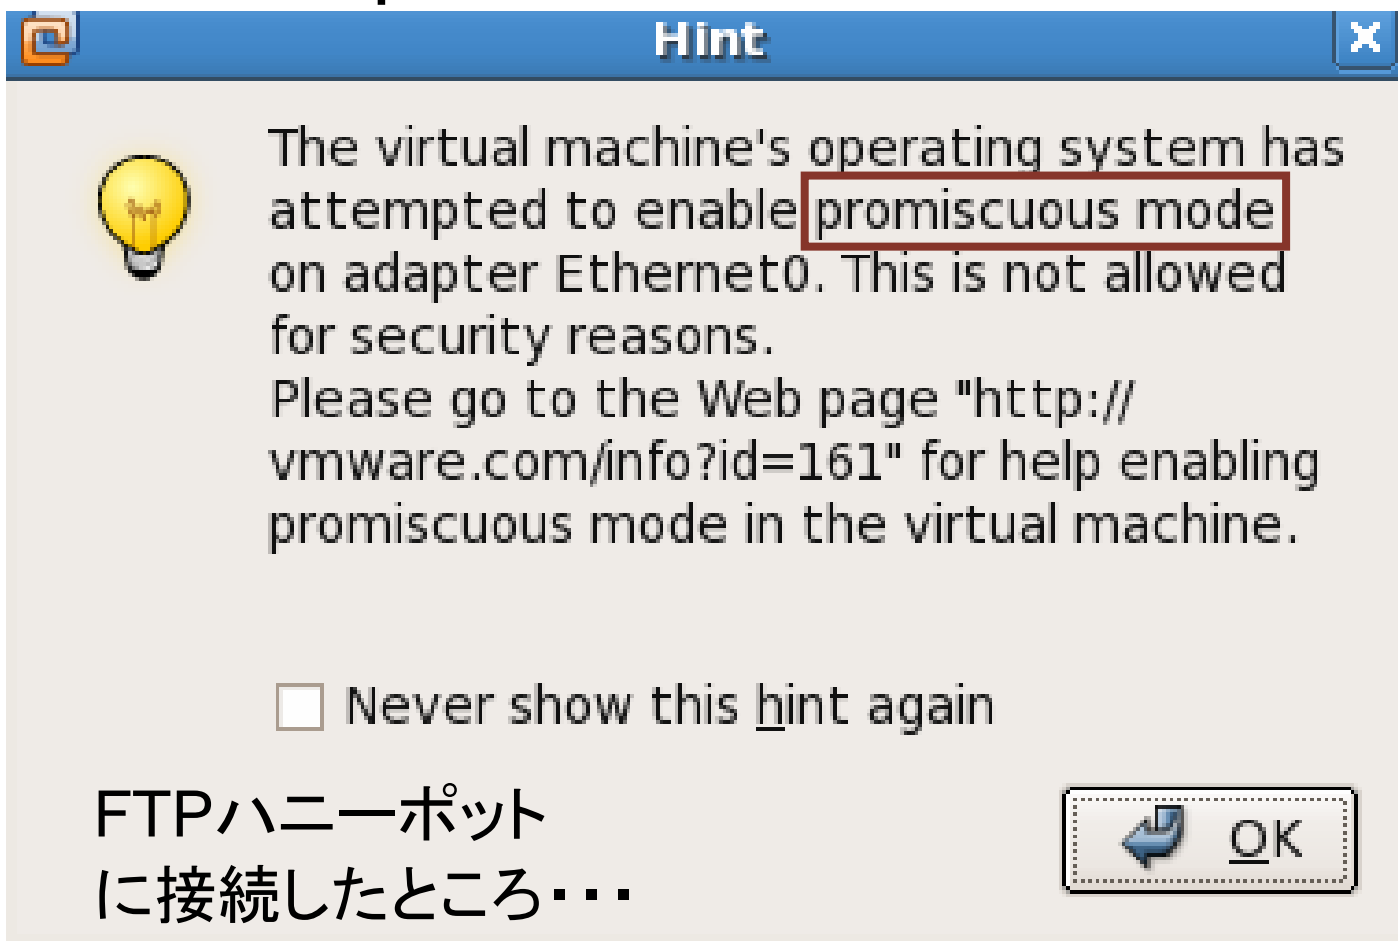 Hint
The virtual machine's operating system has
attempted to enable promiscuous mode
on adapter Ethernet0. This is not allowed
for security reasons.
Please go to the Web page "http://
vmware.com/info?id=161" for help enabling
promiscuous mode in the virtual machine.
Never show this hint again
FTPハニーポット
に接続したところ・・・
OK